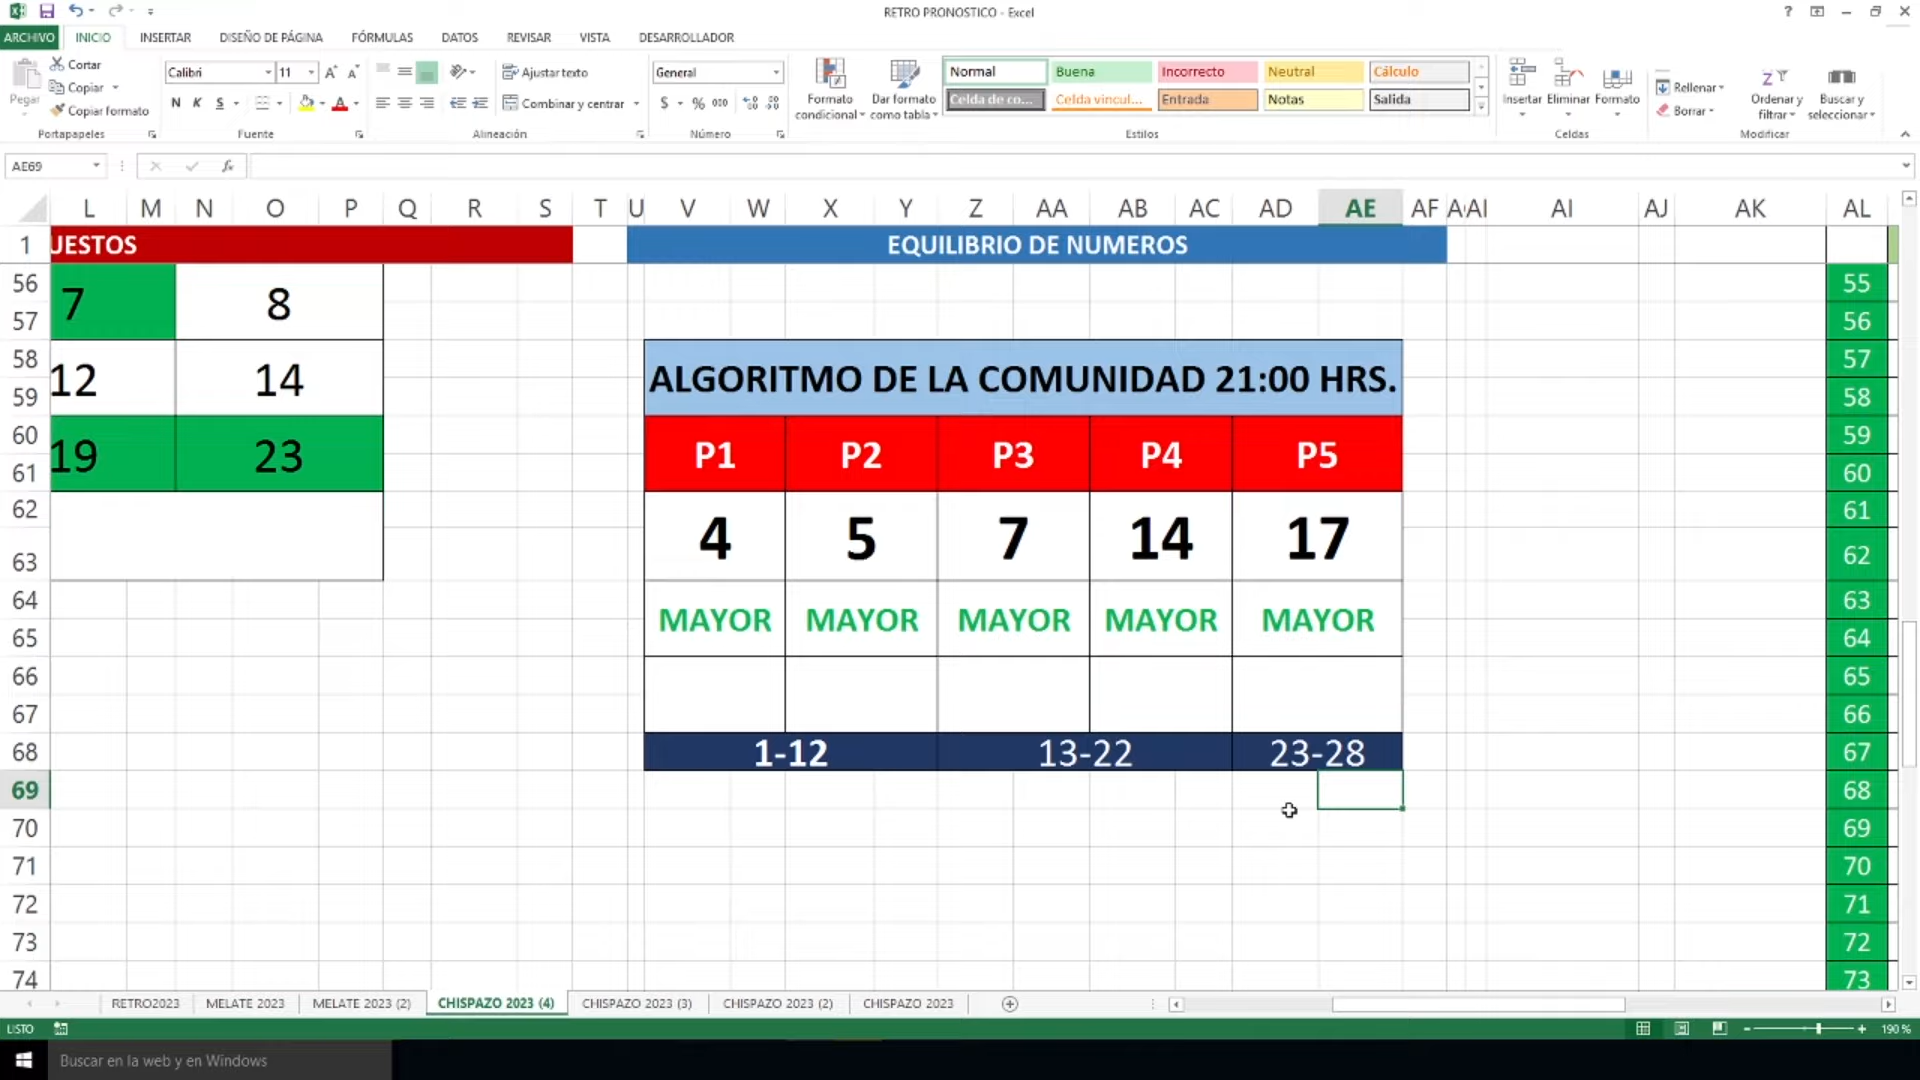 RETRO PRONOSTICO - Excel
ARCHIVO INICIO INSERTAR DISEÑO DE PÁGINA FÓRMULAS DATOS REVISAR VISTA DESARROLLADOR
Pegar
Cortar
Copiar
Copiar formato
Portapapeles
Calibri 11
N K S
Fuente
Ajustar texto
Combinar y centrar
Alineación
General
$ % 000
Número
Formato condicional
Dar formato como tabla
Normal Buena Incorrecto Neutral Cálculo
Celda de co... Celda vincul... Entrada Notas Salida
Estilos
Insertar Eliminar Formato
Celdas
Rellenar
Borrar
Ordenar y filtrar
Buscar y seleccionar
Modificar
AE69
fx
L M N O P Q R S T U V W X Y Z AA AB AC AD AE AF AI AI AJ AK AL
1 UESTOS EQUILIBRIO DE NUMEROS
56 7 8 55
57 56
58 12 14 ALGORITMO DE LA COMUNIDAD 21:00 HRS. 57
59 58
60 19 23 P1 P2 P3 P4 P5 59
61 60
62 4 5 7 14 17 61
63 62
64 MAYOR MAYOR MAYOR MAYOR MAYOR 63
65 64
66 65
67 66
68 1-12 13-22 23-28 67
69 68
70 69
71 70
72 71
73 72
74 73
RETRO2023 MELATE 2023 MELATE 2023 (2) CHISPAZO 2023 (4) CHISPAZO 2023 (3) CHISPAZO 2023 (2) CHISPAZO 2023
LISTO 190 %
Buscar en la web y en Windows